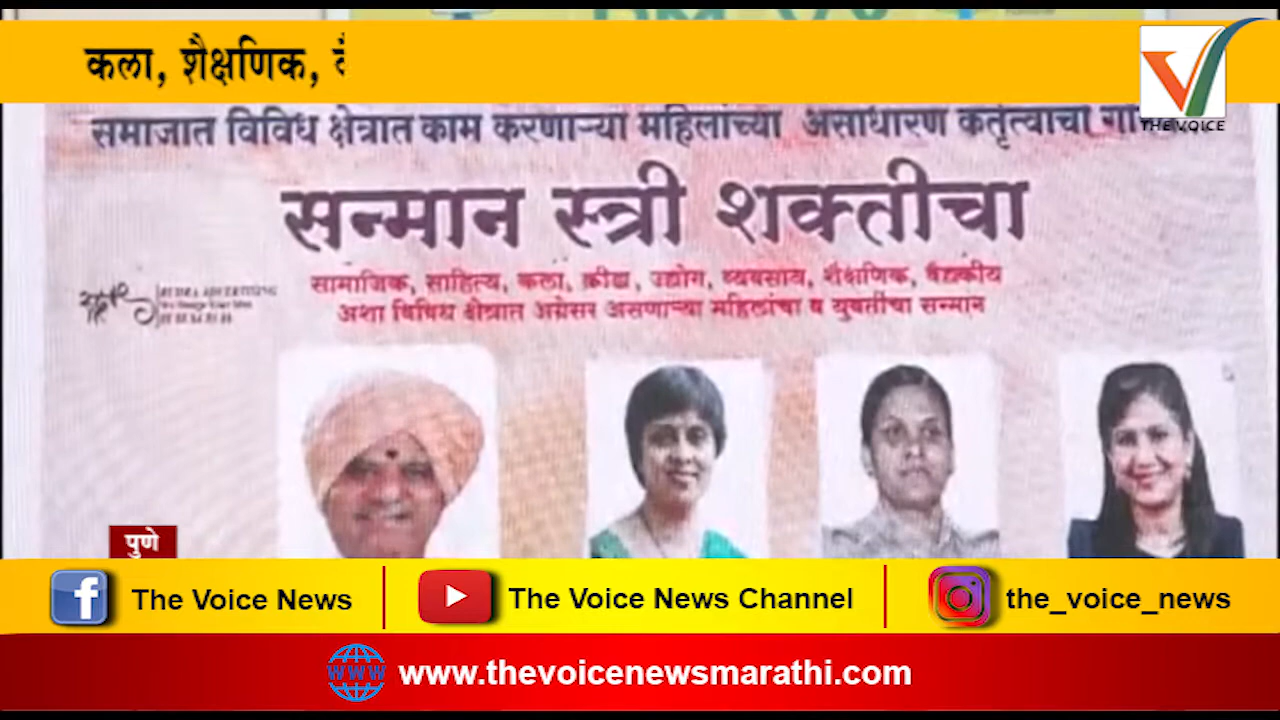 कला, शैक्षणिक,
THE VOICE
समाजात विविध क्षेत्रात काम करणाऱ्या महिलांच्या असाधारण कर्तृत्वाचा
सन्मान स्त्री शक्तीचा
सामाजिक, साहित्य, कला, क्रीडा, उद्योग, व्यवसाय, शैक्षणिक, वैद्यकीय
अशा विविध क्षेत्रात अग्रेसर असणाऱ्या महिलांचा व युवतींचा सन्मान
पुणे
The Voice News
The Voice News Channel
the_voice_news
www.thevoicenewsmarathi.com